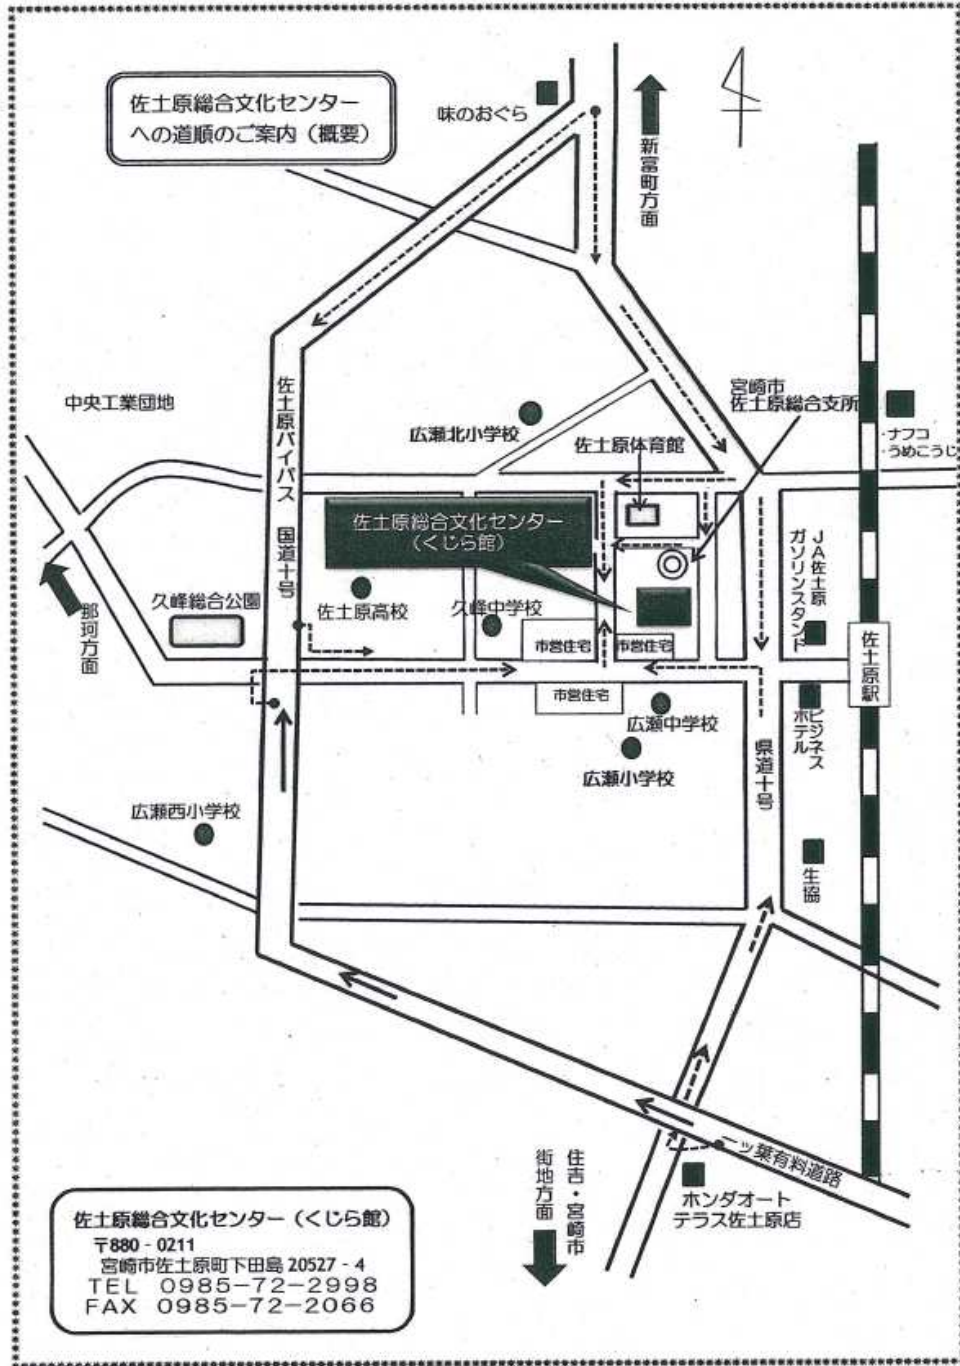 佐土原総合文化センター
への道順のご案内（概要）
味のおぐら
新富町方面
中央工業団地
佐土原バイパス 国道十号
広瀬北小学校
宮崎市
佐土原総合支所
佐土原体育館
・ナフコ
・うめこうじ
佐土原総合文化センター
（くじら館）
JA佐土原
ガソリンスタンド
那珂方面
久峰総合公園
佐土原高校
久峰中学校
市営住宅
市営住宅
市営住宅
佐土原駅
広瀬中学校
広瀬小学校
ビジネス
ホテル
県道十号
広瀬西小学校
生協
一ッ葉有料道路
住吉・宮崎市
街地方面
ホンダオート
テラス佐土原店
佐土原総合文化センター（くじら館）
〒880‐0211
宮崎市佐土原町下田島 20527‐4
TEL 0985-72-2998
FAX 0985-72-2066